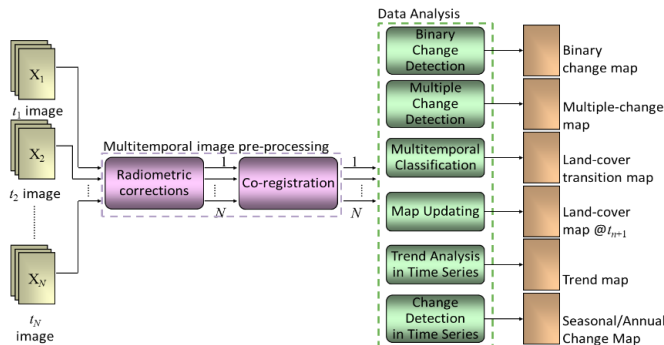 Data Analysis
X1
t1 image
X2
t2 image
XN
tN
image
Multitemporal image pre-processing
Radiometric
corrections
1
N
Co-registration
1
N
Binary
Change
Detection
Multiple
Change
Detection
Multitemporal
Classification
Map Updating
Trend Analysis
in Time Series
Change
Detection
in Time Series
Binary
change map
Multiple-change
map
Land-cover
transition map
Land-cover
map @tn+1
Trend map
Seasonal/Annual
Change Map